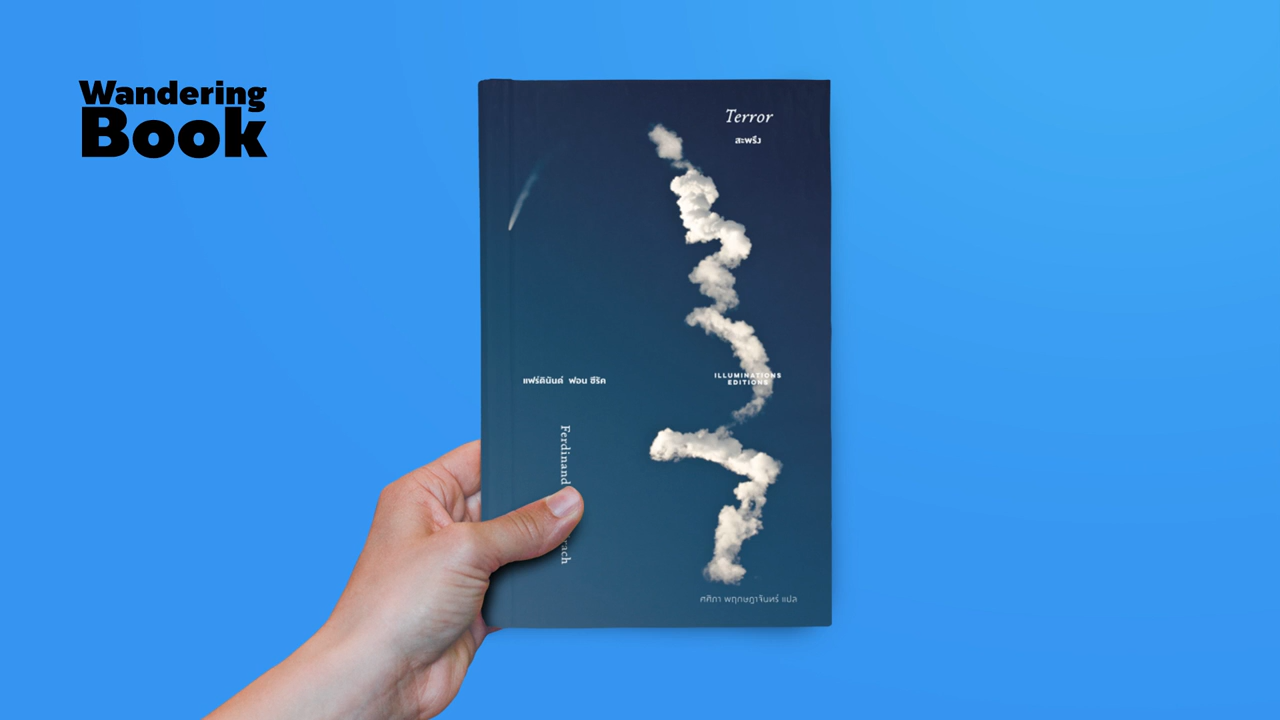 Wandering
Book
Terror
สะพรึง
แฟร์ดินันด์ ฟอน ชีรัค
ILLUMINATIONS
EDITIONS
Ferdinand
rach
ศศิภา พฤกษฎาจันทร์ แปล